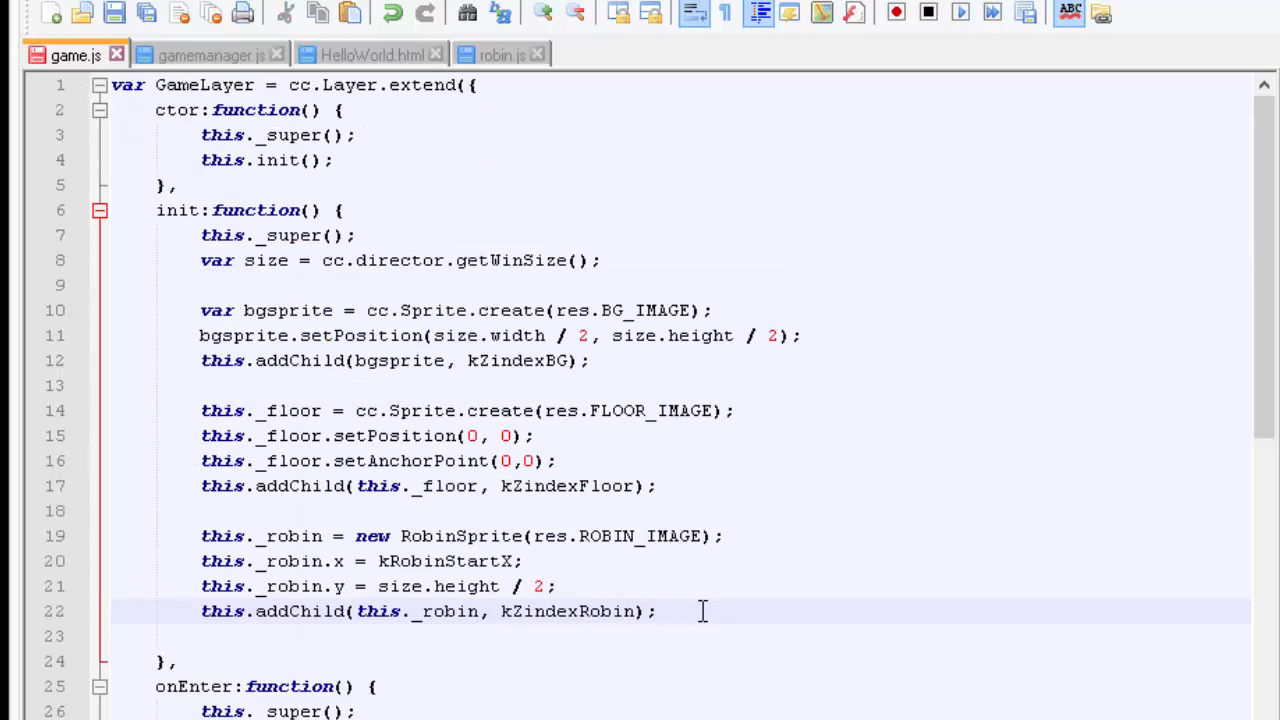 ABC
game.js gamemanager.js HelloWorld.html robin.js
1 var GameLayer = cc.Layer.extend({
2 ctor:function() {
3 this._super();
4 this.init();
5 },
6 init:function() {
7 this._super();
8 var size = cc.director.getWinSize();
9
10 var bgsprite = cc.Sprite.create(res.BG_IMAGE);
11 bgsprite.setPosition(size.width / 2, size.height / 2);
12 this.addChild(bgsprite, kZindexBG);
13
14 this._floor = cc.Sprite.create(res.FLOOR_IMAGE);
15 this._floor.setPosition(0, 0);
16 this._floor.setAnchorPoint(0,0);
17 this.addChild(this._floor, kZindexFloor);
18
19 this._robin = new RobinSprite(res.ROBIN_IMAGE);
20 this._robin.x = kRobinStartX;
21 this._robin.y = size.height / 2;
22 this.addChild(this._robin, kZindexRobin);
23
24 },
25 onEnter:function() {
26 this._super();